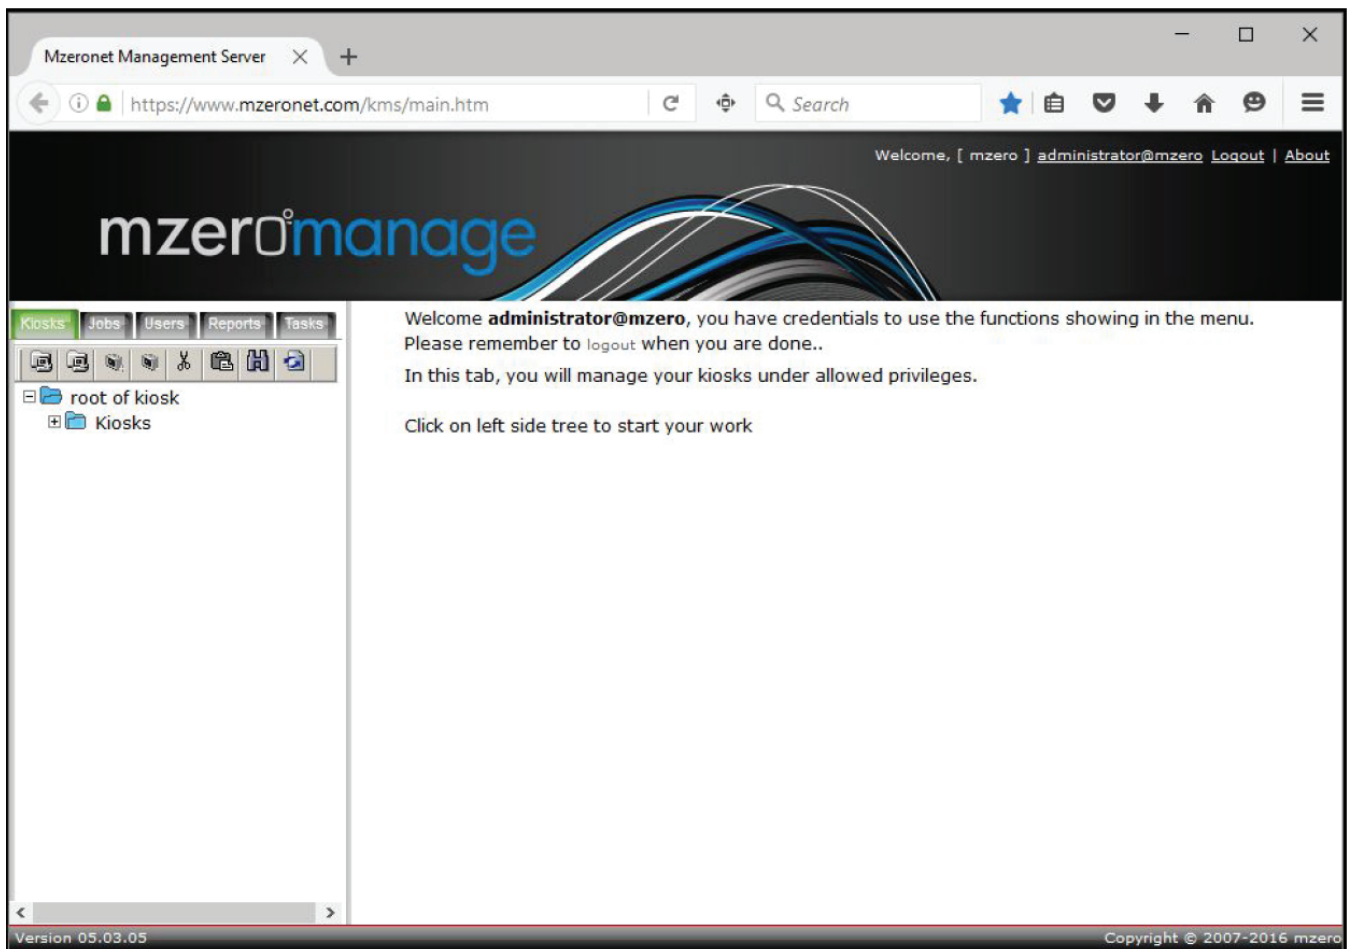 Mzeronet Management Server
https://www.mzeronet.com/kms/main.htm
Search
Welcome, [ mzero ] administrator@mzero Logout | About
mzeromanage
Kiosks Jobs Users Reports Tasks
root of kiosk
Kiosks
Welcome administrator@mzero, you have credentials to use the functions showing in the menu.
Please remember to logout when you are done..
In this tab, you will manage your kiosks under allowed privileges.
Click on left side tree to start your work
Version 05.03.05
Copyright © 2007-2016 mzero